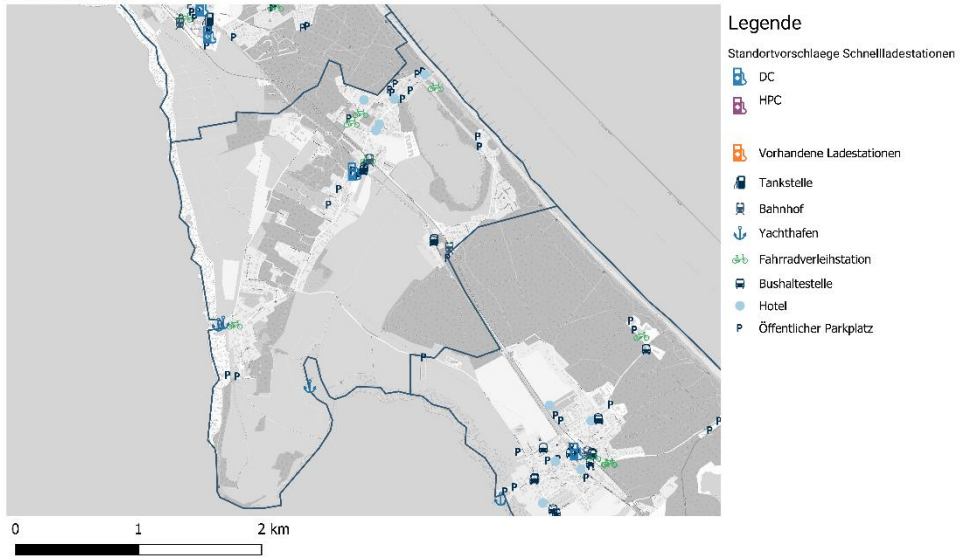 Legende
Standortvorschlaege Schnellladestationen
DC
HPC
Vorhandene Ladestationen
Tankstelle
Bahnhof
Yachthafen
Fahrradverleihstation
Bushaltestelle
Hotel
P Öffentlicher Parkplatz
0 1 2 km